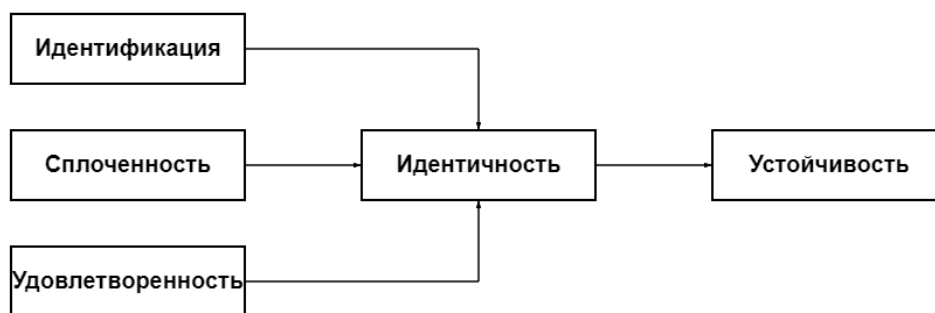 Идентификация
Сплоченность
Идентичность
Устойчивость
Удовлетворенность